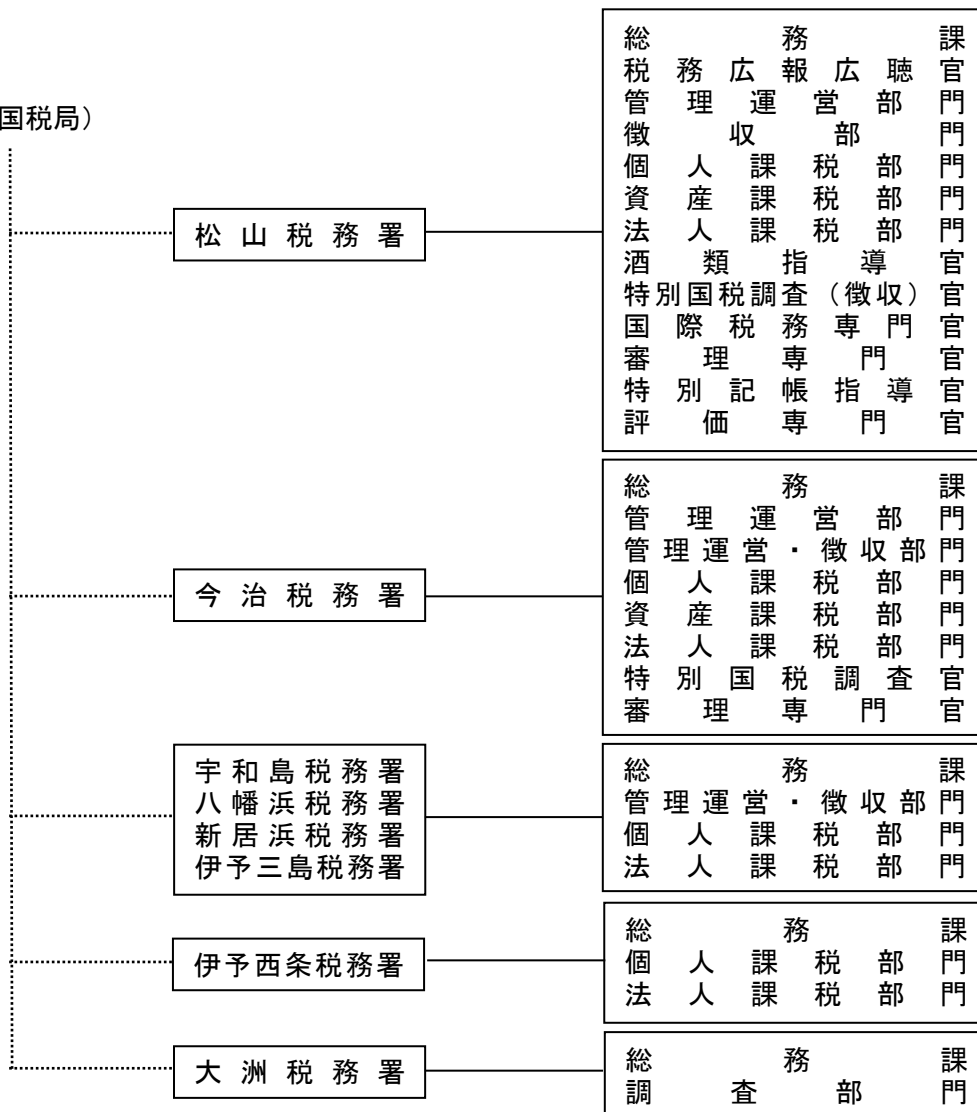 国税局）
松山税務署
総務課
税務広報広聴官
管理運営部門
徴収部門
個人課税部門
資産課税部門
法人課税部門
酒類指導官
特別国税調査（徴収）官
国際税務専門官
審理専門官
特別記帳指導官
評価専門官
今治税務署
総務課
管理運営部門
管理運営・徴収部門
個人課税部門
資産課税部門
法人課税部門
特別国税調査官
審理専門官
宇和島税務署
八幡浜税務署
新居浜税務署
伊予三島税務署
総務課
管理運営・徴収部門
個人課税部門
法人課税部門
伊予西条税務署
総務課
個人課税部門
法人課税部門
大洲税務署
総務課
調査部門